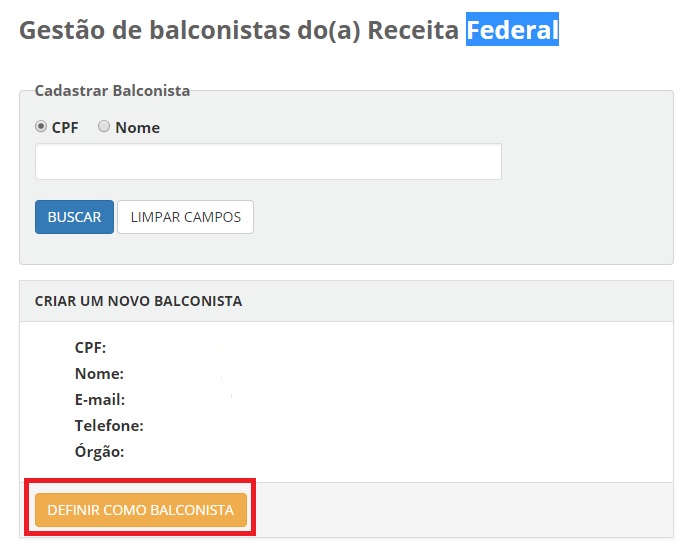 Gestão de balconistas do(a) Receita Federal
Cadastrar Balconista
CPF Nome
BUSCAR LIMPAR CAMPOS
CRIAR UM NOVO BALCONISTA
CPF:
Nome:
E-mail:
Telefone:
Órgão:
DEFINIR COMO BALCONISTA